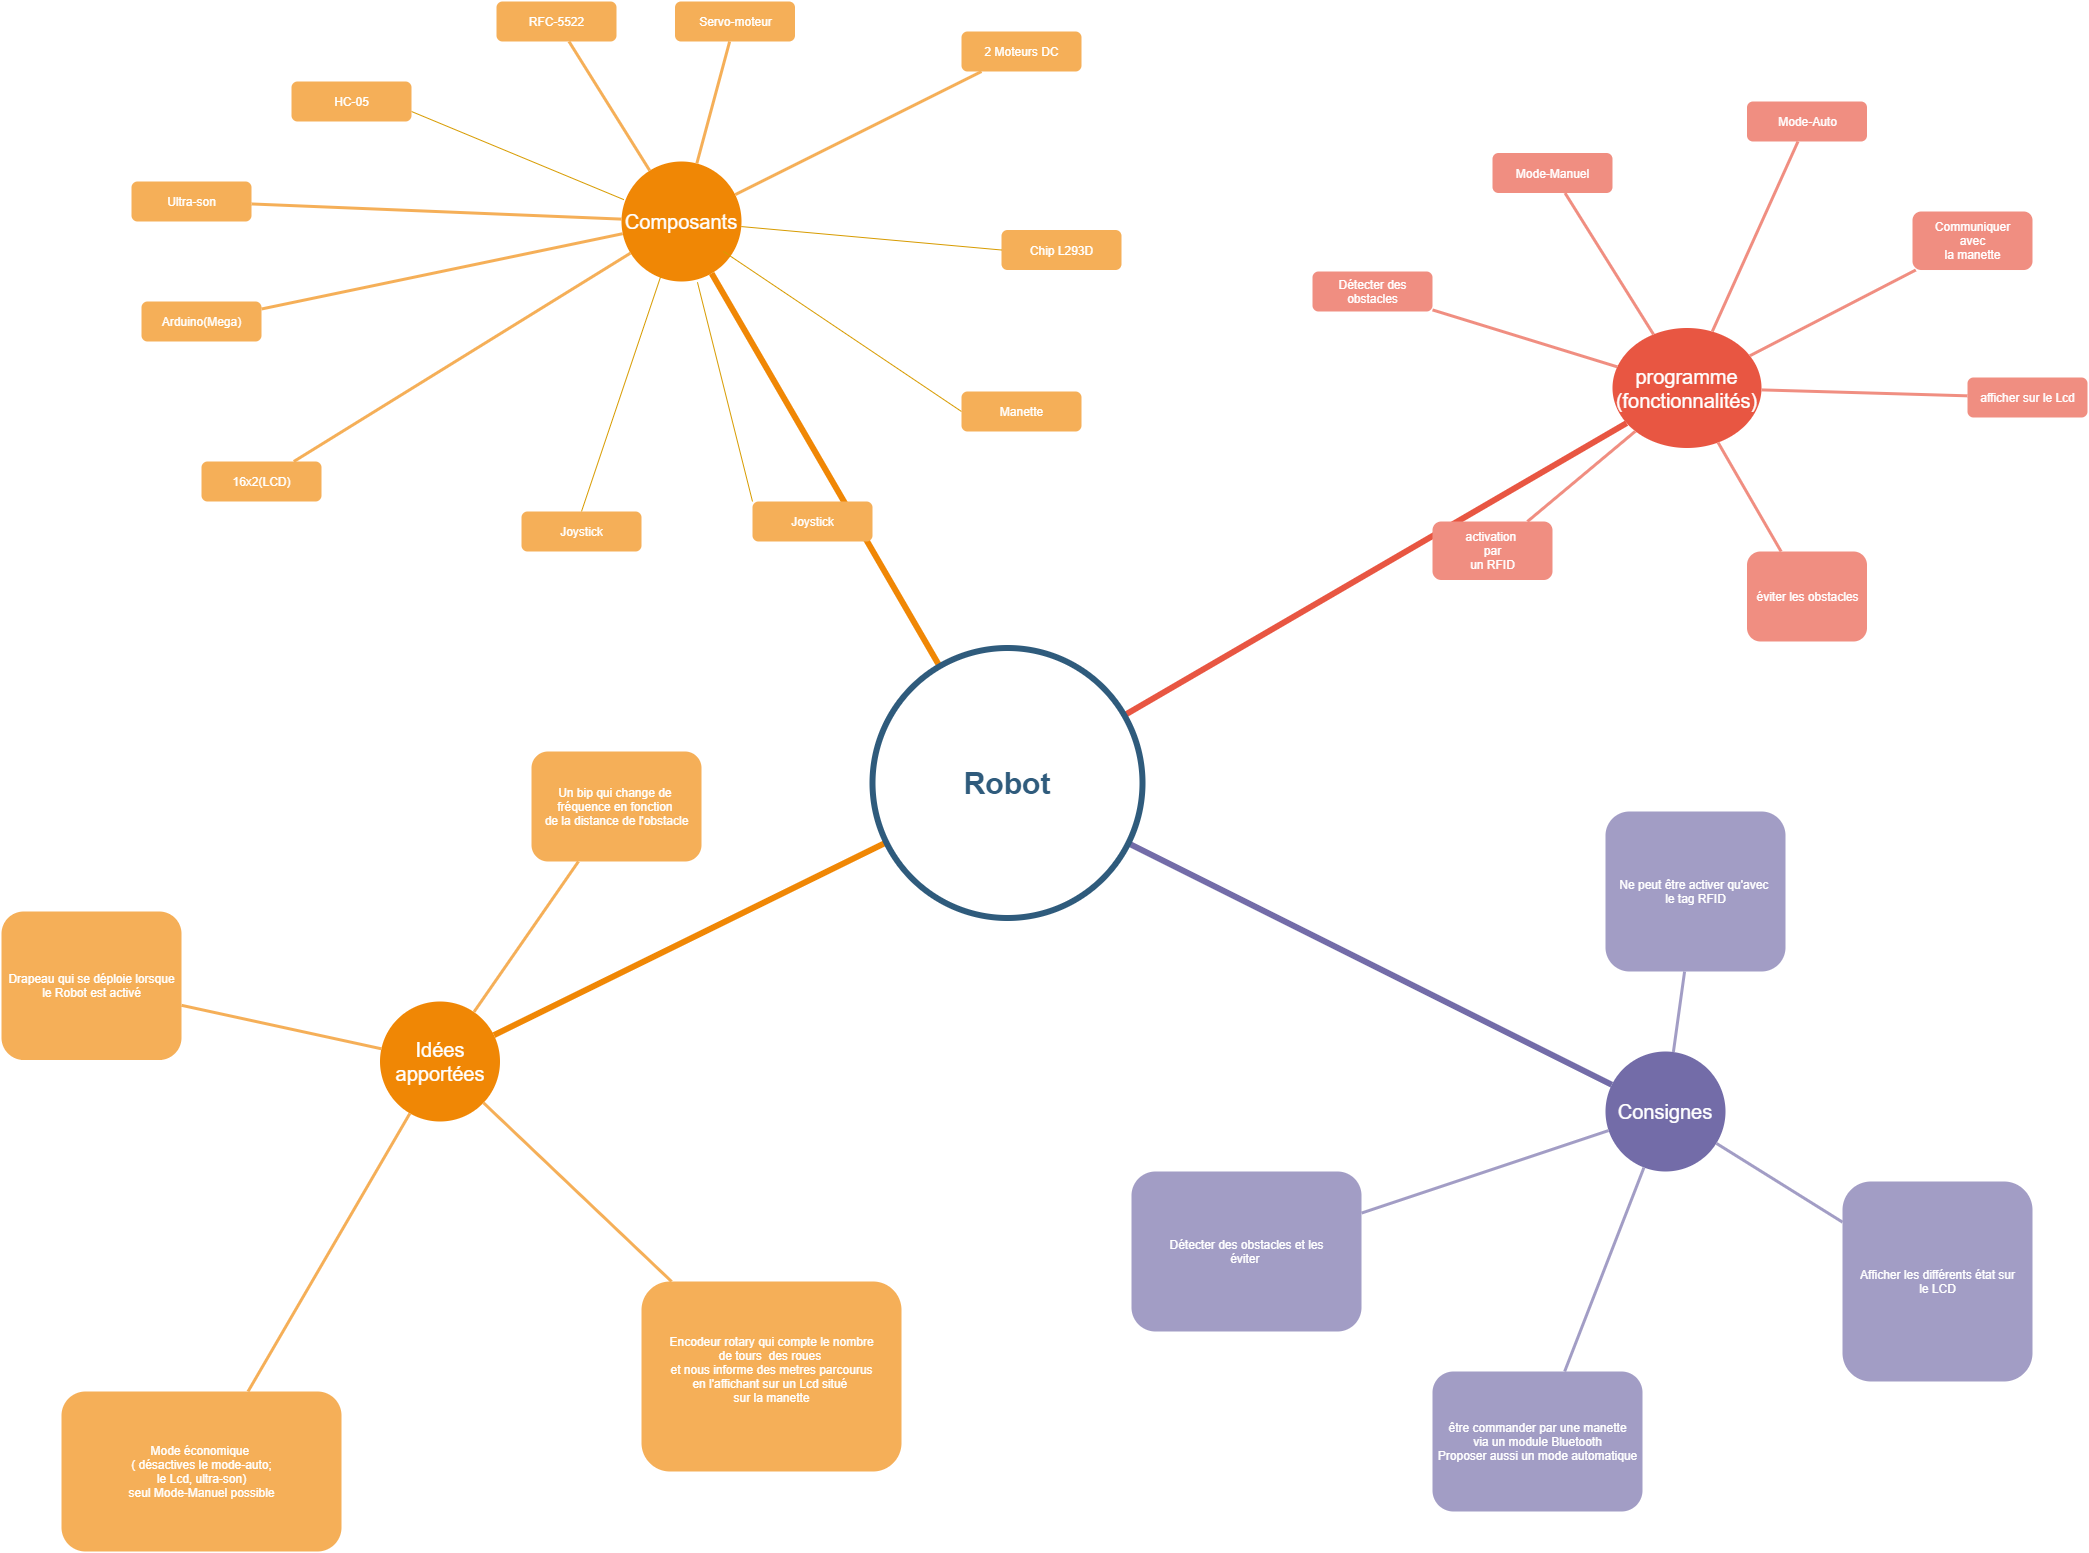 RFC-5522
Servo-moteur
2 Moteurs DC
HC-05
Ultra-son
Composants
Chip L293D
Arduino(Mega)
Manette
16x2(LCD)
Joystick
Joystick
Mode-Auto
Mode-Manuel
Communiquer
avec
la manette
Détecter des
obstacles
programme
(fonctionnalités)
afficher sur le Lcd
activation
par
un RFID
éviter les obstacles
Robot
Un bip qui change de
fréquence en fonction
de la distance de l'obstacle
Drapeau qui se déploie lorsque
le Robot est activé
Idées
apportées
Encodeur rotary qui compte le nombre
de tours  des roues
et nous informe des metres parcourus
en l'affichant sur un Lcd situé
sur la manette
Mode économique
( désactives le mode-auto;
le Lcd, ultra-son)
seul Mode-Manuel possible
Ne peut être activer qu'avec
le tag RFID
Consignes
Détecter des obstacles et les
éviter
Afficher les différents état sur
le LCD
être commander par une manette
via un module Bluetooth
Proposer aussi un mode automatique